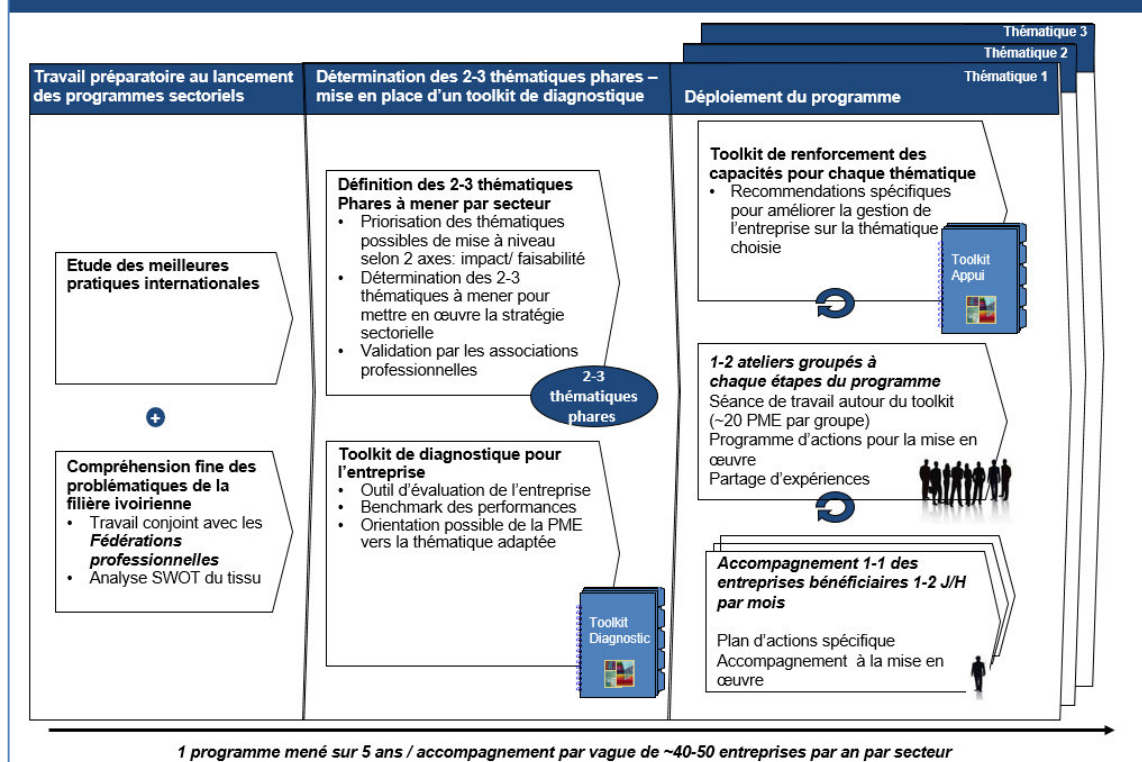 Thématique 3
Thématique 2
Thématique 1
Travail préparatoire au lancement
des programmes sectoriels
Détermination des 2-3 thématiques phares –
mise en place d'un toolkit de diagnostique
Déploiement du programme
Etude des meilleures
pratiques internationales
+
Compréhension fine des
problématiques de la
filière ivoirienne
• Travail conjoint avec les
Fédérations
professionnelles
• Analyse SWOT du tissu
Définition des 2-3 thématiques
Phares à mener par secteur
• Priorisation des thématiques
possibles de mise à niveau
selon 2 axes: impact/ faisabilité
• Détermination des 2-3
thématiques à mener pour
mettre en œuvre la stratégie
sectorielle
• Validation par les associations
professionnelles
2-3
thématiques
phares
Toolkit de diagnostique pour
l'entreprise
• Outil d'évaluation de l'entreprise
• Benchmark des performances
• Orientation possible de la PME
vers la thématique adaptée
Toolkit
Diagnostic
Toolkit de renforcement des
capacités pour chaque thématique
• Recommendations spécifiques
pour améliorer la gestion de
l'entreprise sur la thématique
choisie
Toolkit
Appui
1-2 ateliers groupés à
chaque étapes du programme
Séance de travail autour du toolkit
(~20 PME par groupe)
Programme d'actions pour la mise en
œuvre
Partage d'expériences
Accompagnement 1-1 des
entreprises bénéficiaires 1-2 J/H
par mois
Plan d'actions spécifique
Accompagnement à la mise en
œuvre
1 programme mené sur 5 ans / accompagnement par vague de ~40-50 entreprises par an par secteur